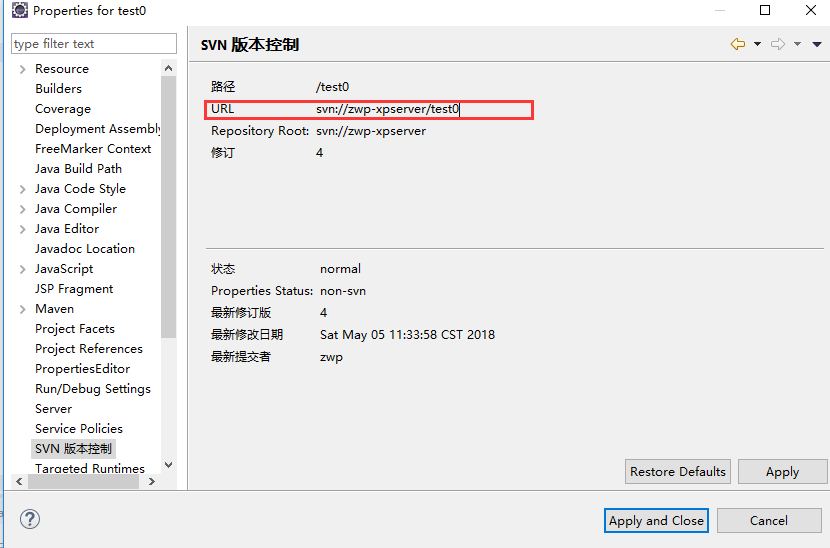 Properties for test0
type filter text
Resource
Builders
Coverage
Deployment Assembly
FreeMarker Context
Java Build Path
Java Code Style
Java Compiler
Java Editor
Javadoc Location
JavaScript
JSP Fragment
Maven
Project Facets
Project References
PropertiesEditor
Run/Debug Settings
Server
Service Policies
SVN 版本控制
Targeted Runtimes
SVN 版本控制
路径 /test0
URL svn://zwp-xpserver/test0
Repository Root: svn://zwp-xpserver
修订 4
状态 normal
Properties Status: non-svn
最新修订版 4
最新修改日期 Sat May 05 11:33:58 CST 2018
最新提交者 zwp
Restore Defaults Apply
Apply and Close Cancel